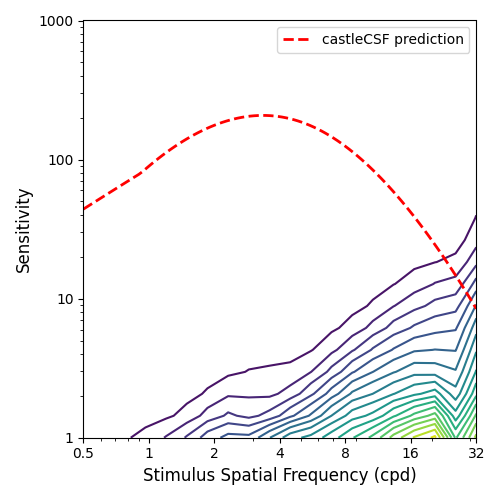 1000
castleCSF prediction
100
Sensitivity
10
1
0.5 1 2 4 8 16 32
Stimulus Spatial Frequency (cpd)